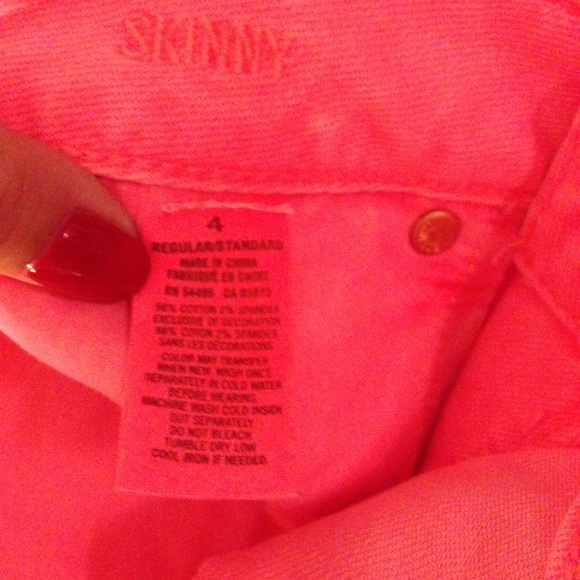 SKINNY
4
REGULAR/STANDARD
MADE IN CHINA
FABRIQUÉ EN CHINE
RN 54485 CA
98% COTTON 2% SPANDEX
EXCLUSIVE OF DECORATION
98% COTTON 2% SPANDEX
SANS LES DECORATIONS
COLOR MAY TRANSFER
WHEN NEW. WASH ONCE
SEPARATELY IN COLD WATER
BEFORE WEARING.
MACHINE WASH COLD INSIDE
OUT SEPARATELY.
DO NOT BLEACH.
TUMBLE DRY LOW
COOL IRON IF NEEDED.